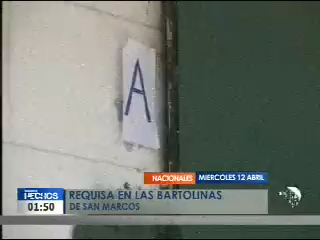 A
NACIONALES
MIERCOLES 12 ABRIL
HECHOS
REQUISA EN LAS BARTOLINAS
01:50
DE SAN MARCOS